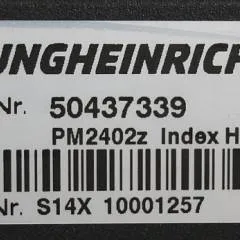 UNGHEINRICH
Nr. 50437339
PM2402z Index H
Nr. S14X 10001257